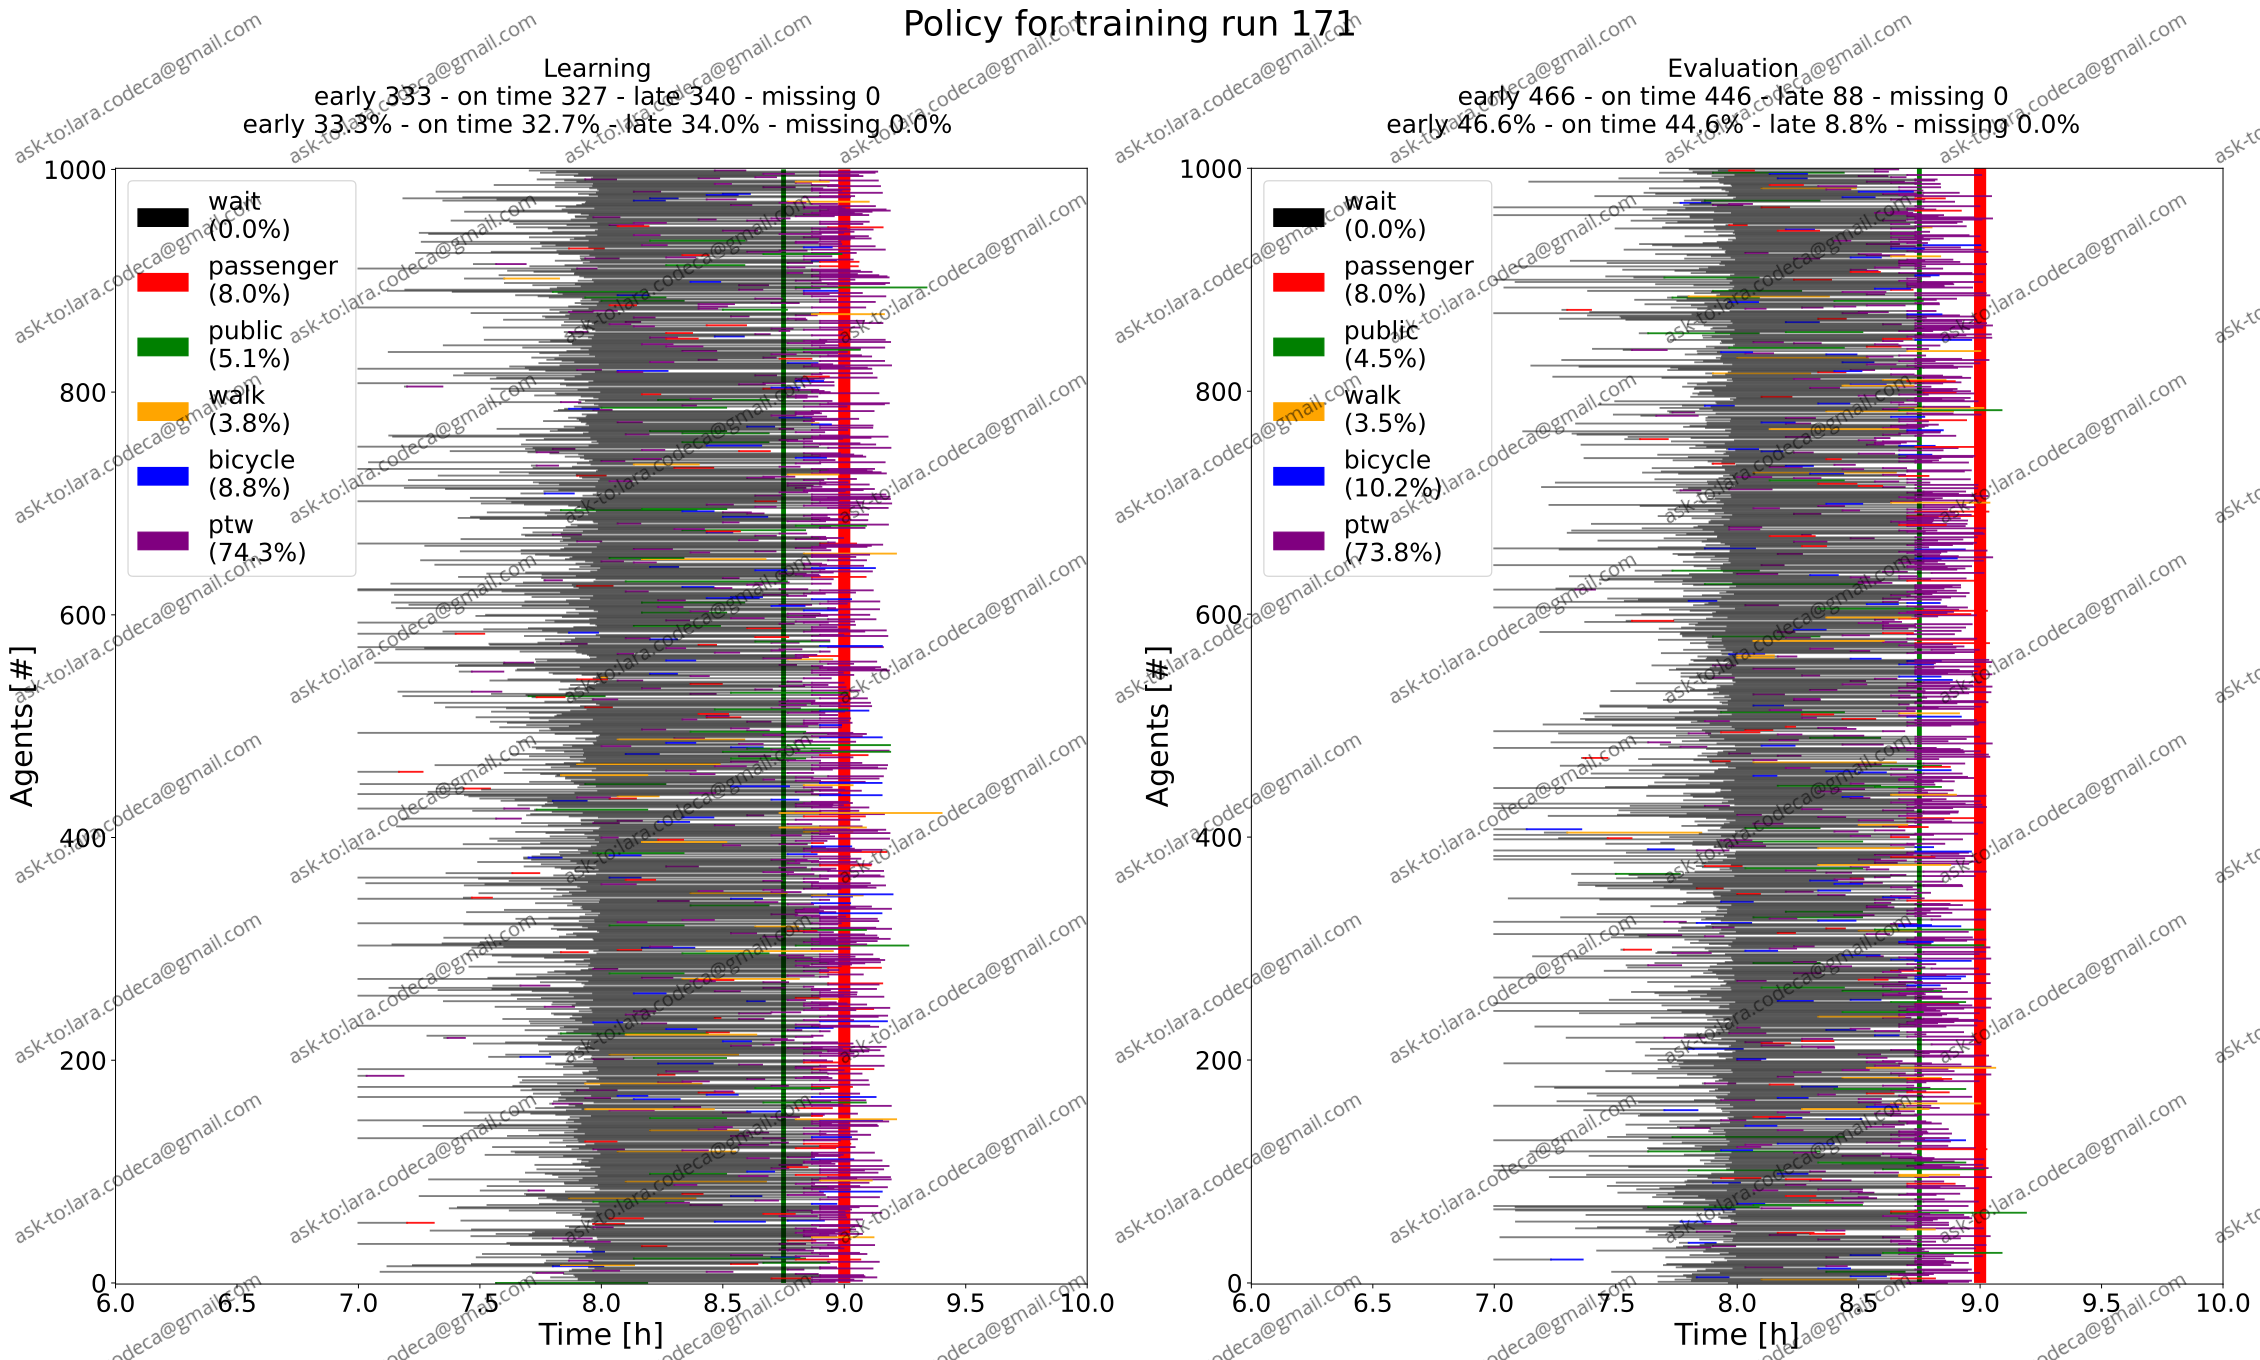 Policy for training run 171
Learning
early 333 - on time 327 - late 340 - missing 0
early 33.3% - on time 32.7% - late 34.0% - missing 0.0%
1000
800
600
400
200
0
Agents [#]
wait
(0.0%)
passenger
(8.0%)
public
(5.1%)
walk
(3.8%)
bicycle
(8.8%)
ptw
(74.3%)
6.0 6.5 7.0 7.5 8.0 8.5 9.0 9.5 10.0
Time [h]
Evaluation
early 466 - on time 446 - late 88 - missing 0
early 46.6% - on time 44.6% - late 8.8% - missing 0.0%
1000
800
600
400
200
0
Agents [#]
wait
(0.0%)
passenger
(8.0%)
public
(4.5%)
walk
(3.5%)
bicycle
(10.2%)
ptw
(73.8%)
6.0 6.5 7.0 7.5 8.0 8.5 9.0 9.5 10.0
Time [h]
ask-to:lara.codeca@gmail.com